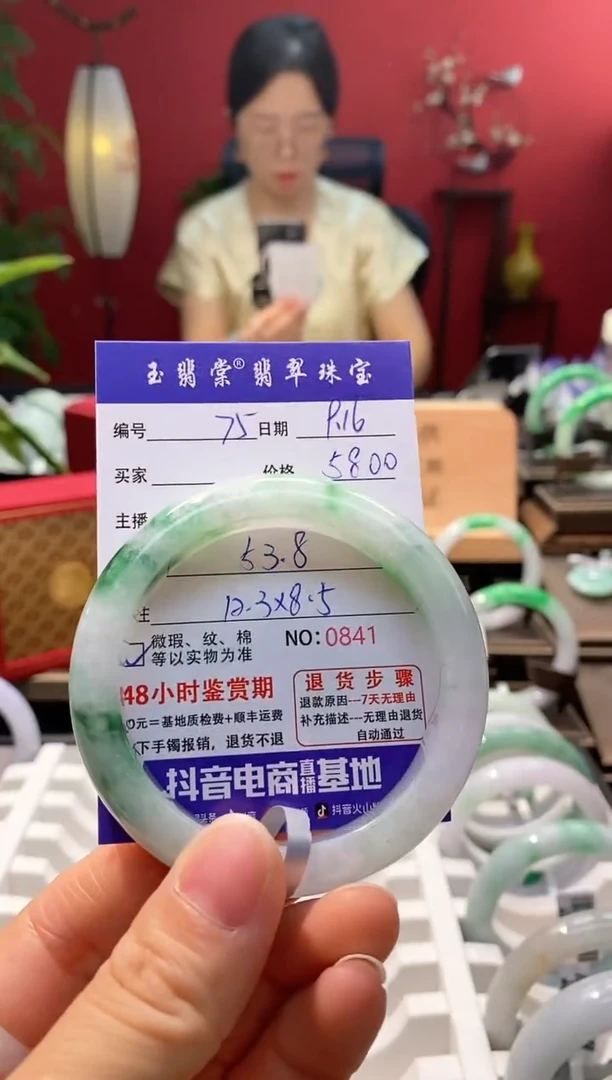 玉翡棠®翡翠珠宝
编号 75 日期 9.16
买家 价格 5800
主播
53.8
注 12.3×8.5
微瑕、纹、棉
等以实物为准
NO:0841
48小时鉴赏期
0元=基地质检费+顺丰运费
下手镯报销,退货不退
退货步骤
退款原因---7天无理由
补充描述---无理由退货
自动通过
抖音电商直播基地
抖音火山